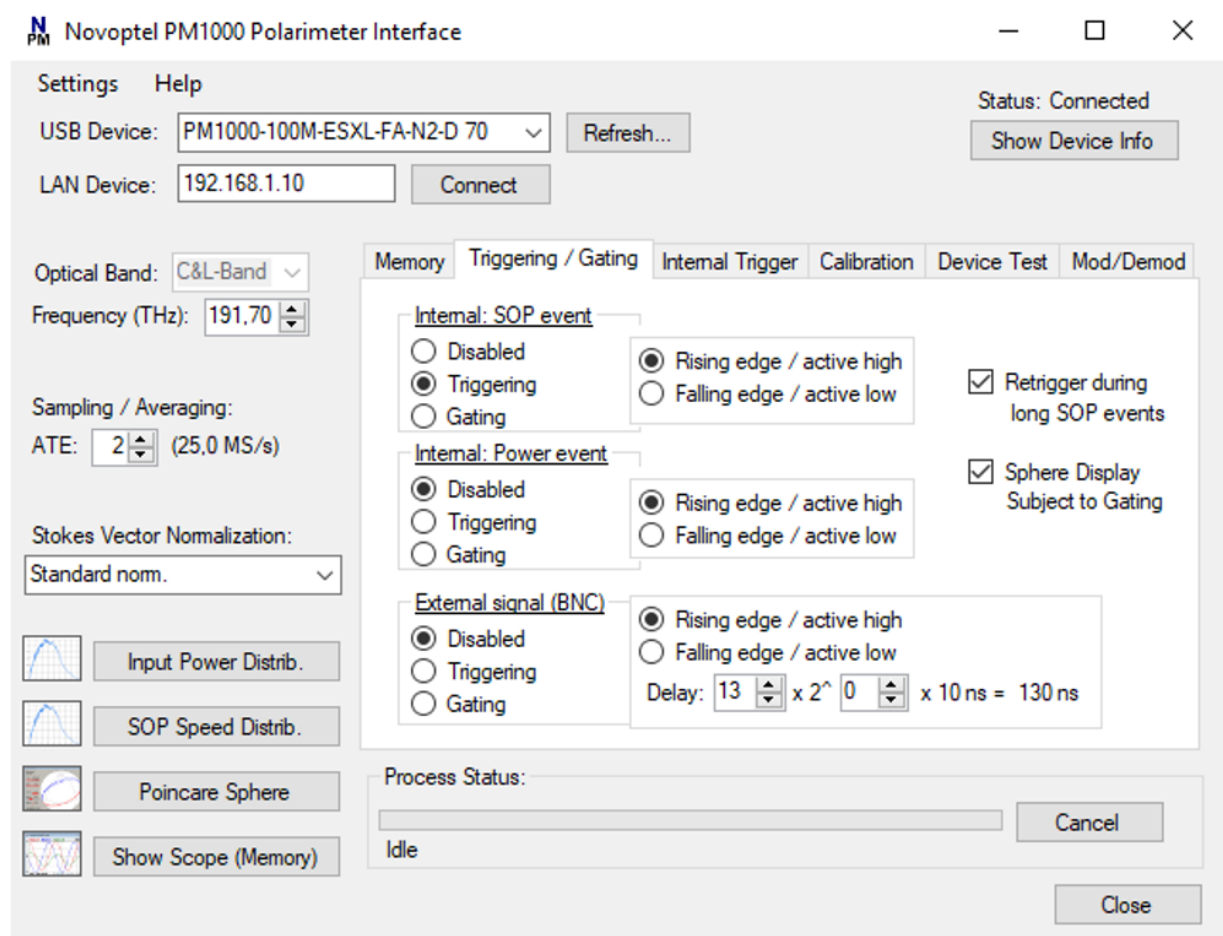 N
PM
Novoptel PM1000 Polarimeter Interface
Settings Help
Status: Connected
USB Device: PM1000-100M-ESXL-FA-N2-D 70 Refresh...
Show Device Info
LAN Device: 192.168.1.10 Connect
Optical Band: C&L-Band
Frequency (THz): 191,70
Sampling / Averaging:
ATE: 2 (25,0 MS/s)
Stokes Vector Normalization:
Standard norm.
Input Power Distrib.
SOP Speed Distrib.
Poincare Sphere
Show Scope (Memory)
Memory Triggering / Gating Internal Trigger Calibration Device Test Mod/Demod
Internal: SOP event
Disabled
Triggering
Gating
Rising edge / active high
Falling edge / active low
Retrigger during
long SOP events
Internal: Power event
Disabled
Triggering
Gating
Rising edge / active high
Falling edge / active low
Sphere Display
Subject to Gating
External signal (BNC)
Disabled
Triggering
Gating
Rising edge / active high
Falling edge / active low
Delay: 13 x 2^ 0 x 10 ns = 130 ns
Process Status:
Cancel
Idle
Close